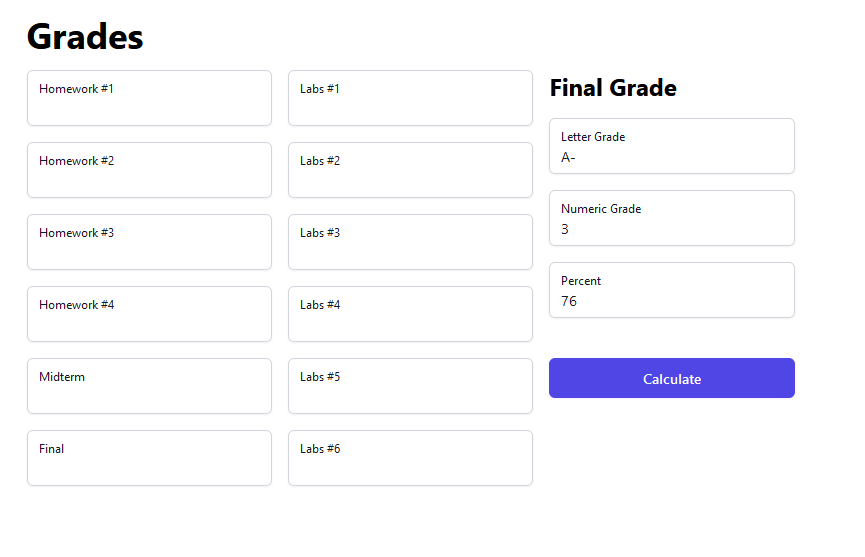 Grades
Homework #1
Homework #2
Homework #3
Homework #4
Midterm
Final
Labs #1
Labs #2
Labs #3
Labs #4
Labs #5
Labs #6
Final Grade
Letter Grade
A-
Numeric Grade
3
Percent
76
Calculate